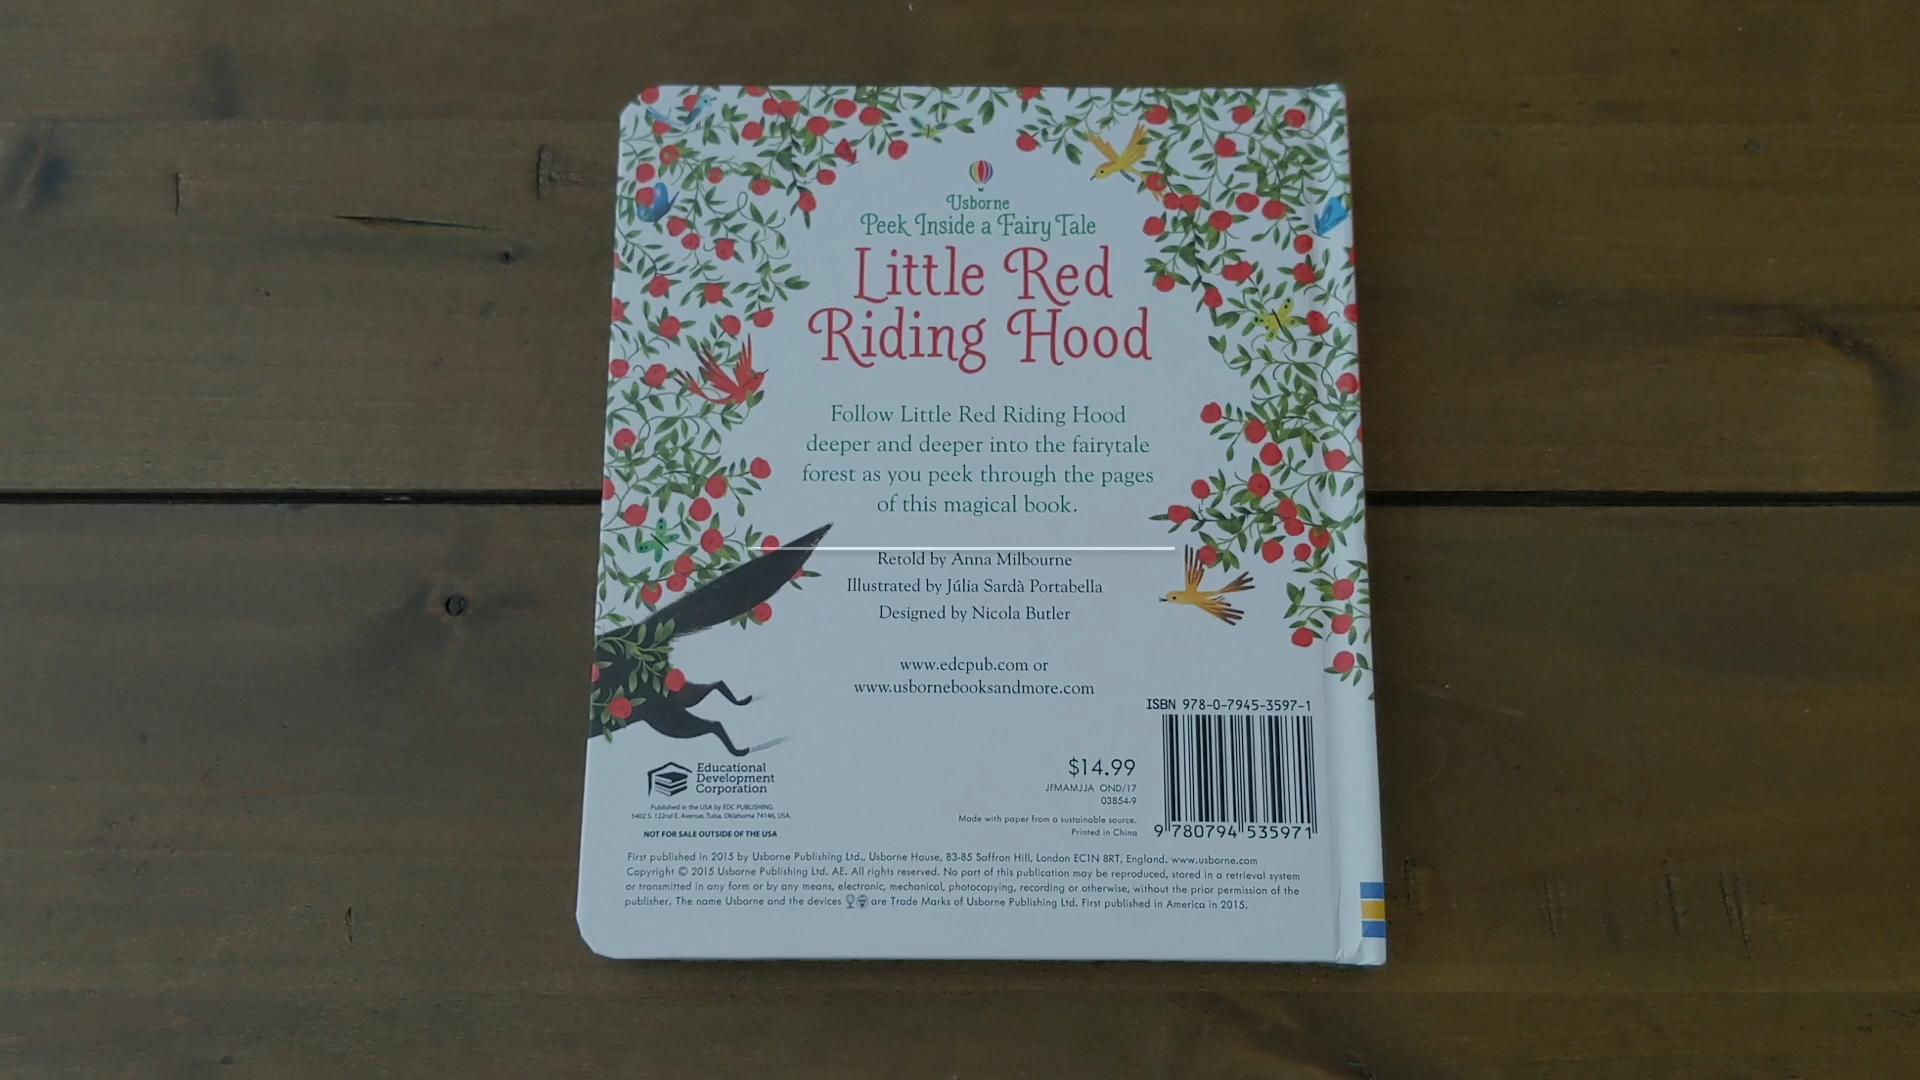 Usborne
Peek Inside a Fairy Tale
Little Red
Riding Hood
Follow Little Red Riding Hood
deeper and deeper into the fairytale
forest as you peek through the pages
of this magical book.
Retold by Anna Milbourne
Illustrated by Júlia Sardà Portabella
Designed by Nicola Butler
www.edcpub.com or
www.usbornebooksandmore.com
ISBN 978-0-7945-3597-1
Educational
Development
Corporation
Published in the USA by EDC PUBLISHING
5402 S. 122nd E. Avenue, Tulsa, Oklahoma 74146, USA.
NOT FOR SALE OUTSIDE OF THE USA
$14.99
JFMAMJJA OND/17
03854-9
Made with paper from a sustainable source.
Printed in China
9 780794 535971
First published in 2015 by Usborne Publishing Ltd., Usborne House, 83-85 Saffron Hill, London EC1N 8RT, England. www.usborne.com
Copyright © 2015 Usborne Publishing Ltd. AE. All rights reserved. No part of this publication may be reproduced, stored in a retrieval system
or transmitted in any form or by any means, electronic, mechanical, photocopying, recording or otherwise, without the prior permission of the
publisher. The name Usborne and the devices are Trade Marks of Usborne Publishing Ltd. First published in America in 2015.